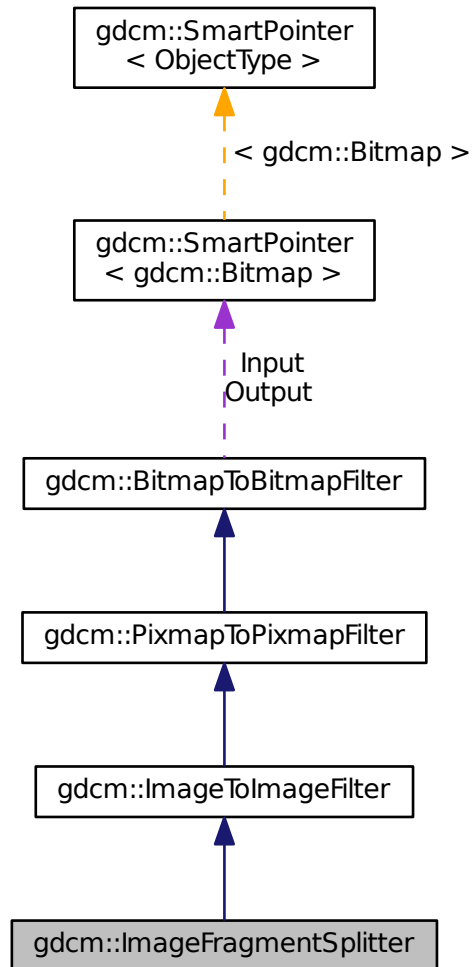 gdcm::SmartPointer
< ObjectType >
< gdcm::Bitmap >
gdcm::SmartPointer
< gdcm::Bitmap >
Input
Output
gdcm::BitmapToBitmapFilter
gdcm::PixmapToPixmapFilter
gdcm::ImageToImageFilter
gdcm::ImageFragmentSplitter